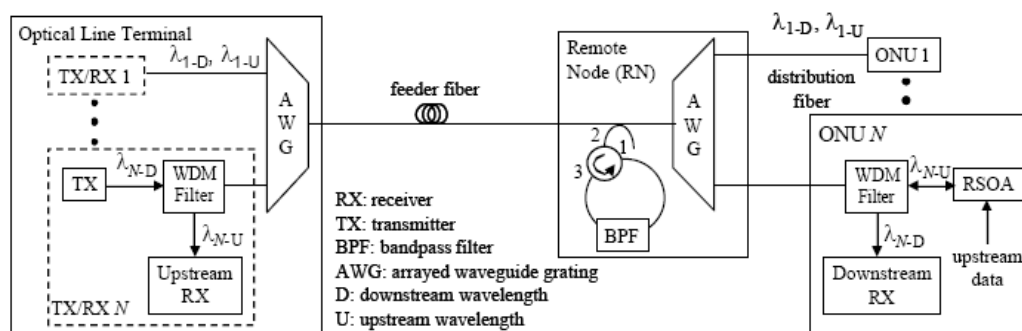 Optical Line Terminal
TX/RX 1
λ1-D, λ1-U
AWG
TX
λN-D
WDM
Filter
λN-U
Upstream
RX
TX/RX N
feeder fiber
RX: receiver
TX: transmitter
BPF: bandpass filter
AWG: arrayed waveguide grating
D: downstream wavelength
U: upstream wavelength
Remote
Node (RN)
AWG
2
1
3
BPF
λ1-D, λ1-U
ONU 1
distribution
fiber
ONU N
WDM
Filter
λN-U
RSOA
λN-D
Downstream
RX
upstream
data